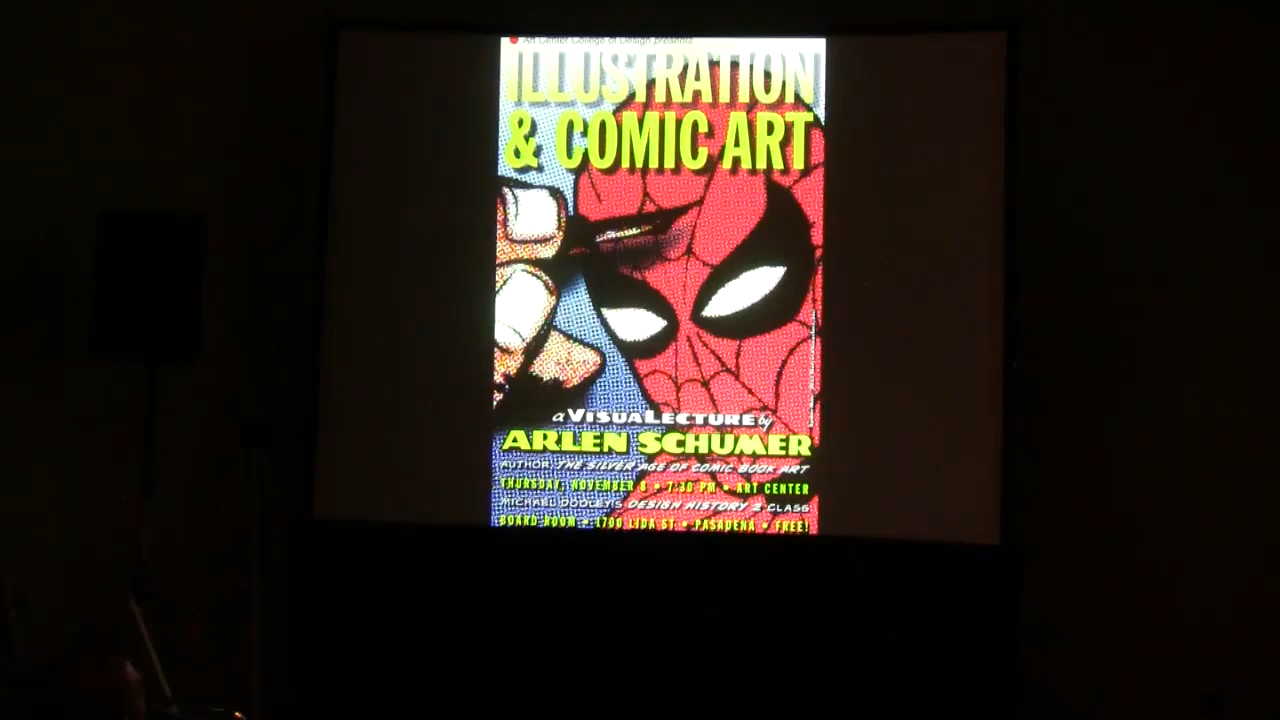 Art Center College of Design presents
ILLUSTRATION
& COMIC ART
a VISUALECTURE by
ARLEN SCHUMER
AUTHOR, THE SILVER AGE OF COMIC BOOK ART
THURSDAY, NOVEMBER 6 • 7:30 PM • ART CENTER
MICHAEL DOOLEY'S DESIGN HISTORY 2 CLASS
BOARD ROOM • 1700 LIDA ST • PASADENA • FREE!